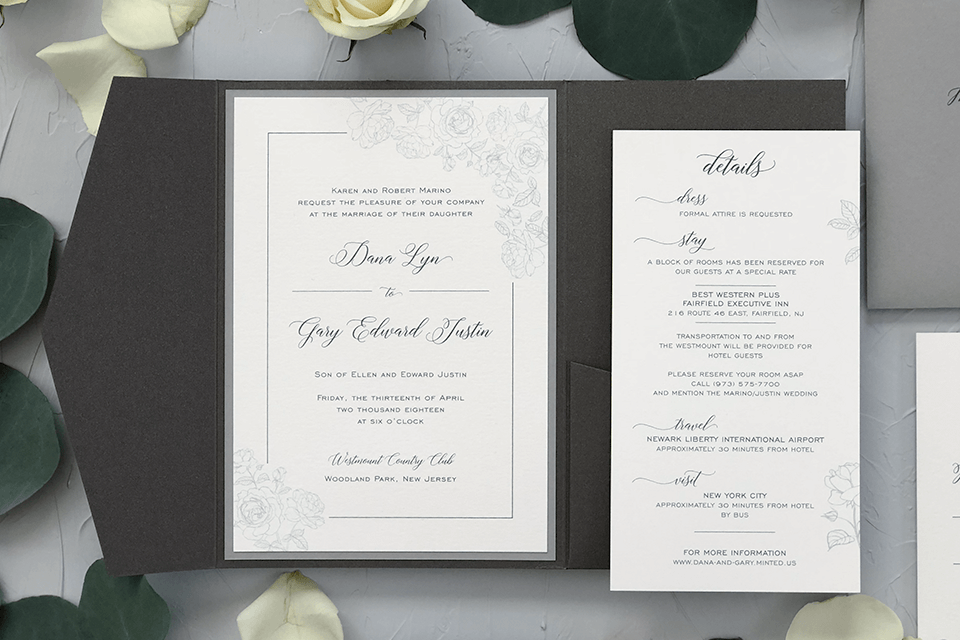 KAREN AND ROBERT MARINO
REQUEST THE PLEASURE OF YOUR COMPANY
AT THE MARRIAGE OF THEIR DAUGHTER
Dana Lyn
to
Gary Edward Justin
SON OF ELLEN AND EDWARD JUSTIN
FRIDAY, THE THIRTEENTH OF APRIL
TWO THOUSAND EIGHTEEN
AT SIX O'CLOCK
Westmount Country Club
WOODLAND PARK, NEW JERSEY
details
dress
FORMAL ATTIRE IS REQUESTED
stay
A BLOCK OF ROOMS HAS BEEN RESERVED FOR
OUR GUESTS AT A SPECIAL RATE
BEST WESTERN PLUS
FAIRFIELD EXECUTIVE INN
216 ROUTE 46 EAST, FAIRFIELD, NJ
TRANSPORTATION TO AND FROM
THE WESTMOUNT WILL BE PROVIDED FOR
HOTEL GUESTS
PLEASE RESERVE YOUR ROOM ASAP
CALL (973) 575-7700
AND MENTION THE MARINO/JUSTIN WEDDING
travel
NEWARK LIBERTY INTERNATIONAL AIRPORT
APPROXIMATELY 30 MINUTES FROM HOTEL
visit
NEW YORK CITY
APPROXIMATELY 30 MINUTES FROM HOTEL
BY BUS
FOR MORE INFORMATION
WWW.DANA-AND-GARY.MINTED.US